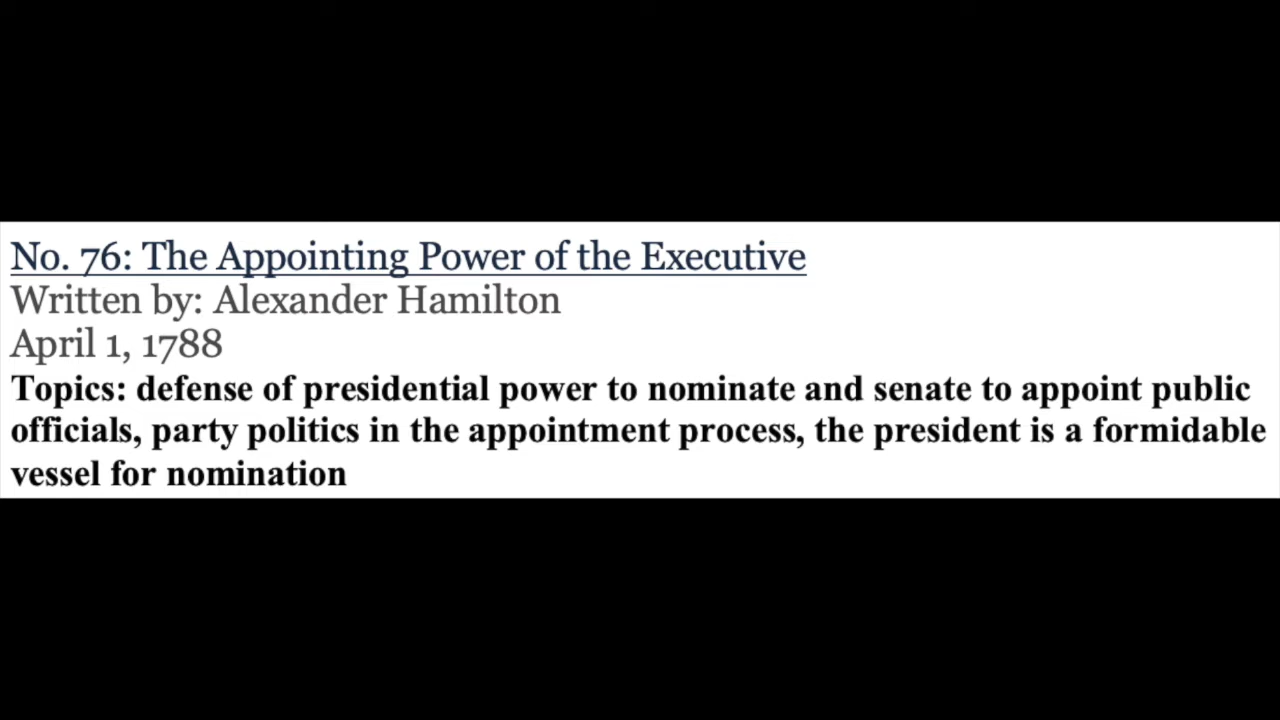 No. 76: The Appointing Power of the Executive
Written by: Alexander Hamilton
April 1, 1788
Topics: defense of presidential power to nominate and senate to appoint public
officials, party politics in the appointment process, the president is a formidable
vessel for nomination